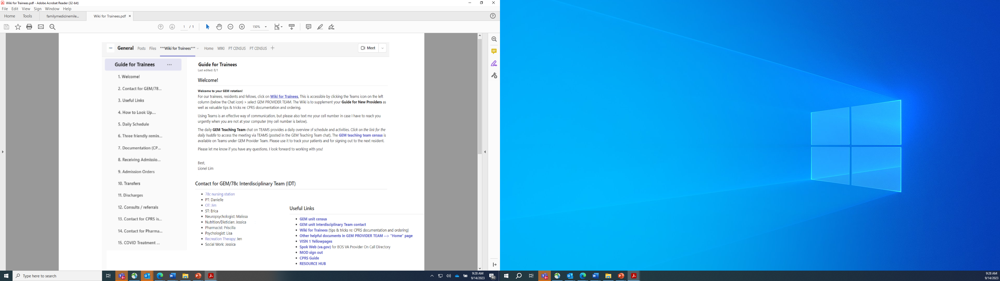 Wiki for Trainees.pdf - Adobe Acrobat Reader (32-bit)
File Edit View Sign Window Help
Home Tools familymedicinemile... Wiki for Trainees.pdf ×
1 / 1 150%
General Posts Files ***Wiki for Trainees*** Home WIKI PT CENSUS PT CENSUS + Meet
Guide for Trainees ...
1. Welcome!
2. Contact for GEM/78...
3. Useful Links
4. How to Look Up....
5. Daily Schedule
6. Three friendly remin...
7. Documentation (CP...
8. Receiving Admissio...
9. Admission Orders
10. Transfers
11. Discharges
12. Consults / referrals
13. Contact for CPRS is...
14. Contact for Pharma...
15. COVID Treatment ...
Guide for Trainees
Last edited: 8/1
Welcome!
Welcome to your GEM rotation!
For our trainees, residents and fellows, click on Wiki for Trainees. This is accessible by clicking the Teams icon on the left
column (below the Chat icon) > select GEM PROVIDER TEAM. The Wiki is to supplement your Guide for New Providers as
well as valuable tips & tricks re: CPRS documentation and ordering.
Using Teams is an effective way of communication, but please also text me your cell number in case I have to reach you
urgently when you are not at your computer (my cell number is below).
The daily GEM Teaching Team chat on TEAMS provides a daily overview of schedule and activities. Click on the link for the
daily huddle to access the meeting via TEAMS (posted in the GEM Teaching Team chat). The GEM teaching team census is
available on Teams under GEM Provider Team. Please use it to track your patients and for signing out to the next resident.
Please let me know if you have any questions. I look forward to working with you!
Best,
Lionel Lim
Contact for GEM/78c Interdisciplinary Team (IDT)
• 78c nursing station
• PT: Danielle
• OT: Jim
• ST: Erica
• Neuropsychologist: Malissa
• Nutrition/Dietician: Jessica
• Pharmacist: Priscilla
• Psychologist: Lisa
• Recreation Therapy: Jen
• Social Work: Jessica
Useful Links
• GEM unit census
• GEM unit Interdisciplinary Team contact
• Wiki for Trainees (tips & tricks re: CPRS documentation and ordering)
• Other helpful documents in GEM PROVIDER TEAM --> "Home" page
• VISN 1 Yellowpages
• Spok Web (va.gov) for BOS VA Provider On Call Directory
• MOD sign out
• CPRS Guide
• RESOURCE HUB
Type here to search
9+
9:28 AM
9/14/2023
40
9+
9:28 AM
9/14/2023